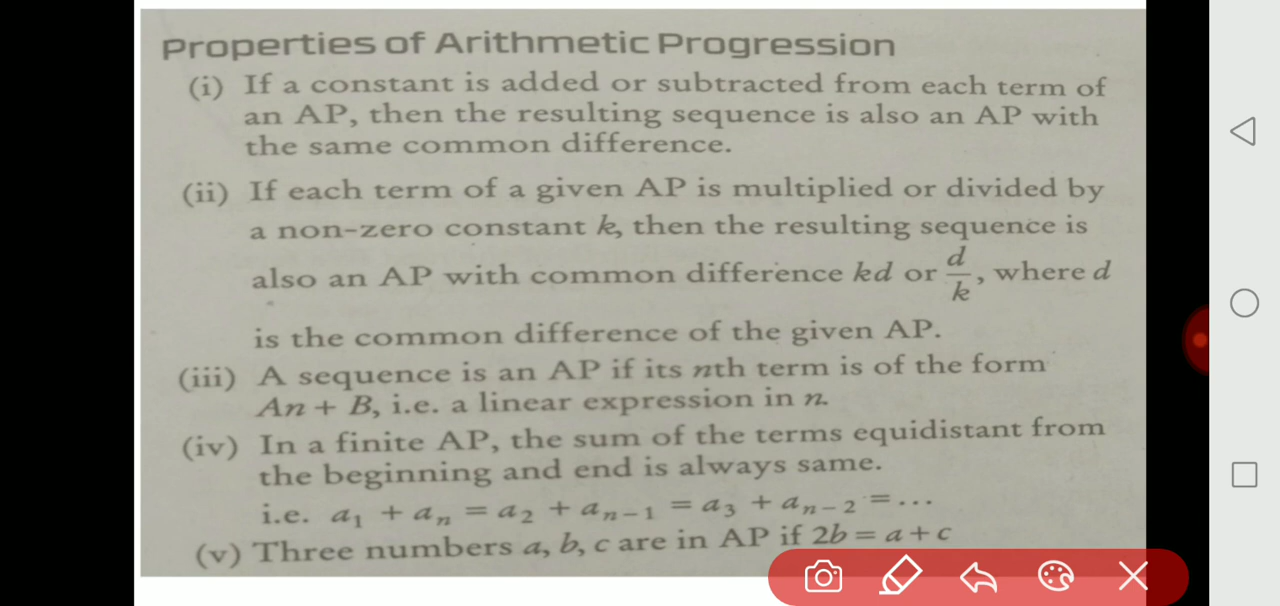 Properties of Arithmetic Progression
(i) If a constant is added or subtracted from each term of
an AP, then the resulting sequence is also an AP with
the same common difference.
(ii) If each term of a given AP is multiplied or divided by
a non-zero constant k, then the resulting sequence is
also an AP with common difference kd or d/k, where d
is the common difference of the given AP.
(iii) A sequence is an AP if its nth term is of the form
An + B, i.e. a linear expression in n.
(iv) In a finite AP, the sum of the terms equidistant from
the beginning and end is always same.
i.e. a₁ + aₙ = a₂ + aₙ₋₁ = a₃ + aₙ₋₂ = ...
(v) Three numbers a, b, c are in AP if 2b = a + c